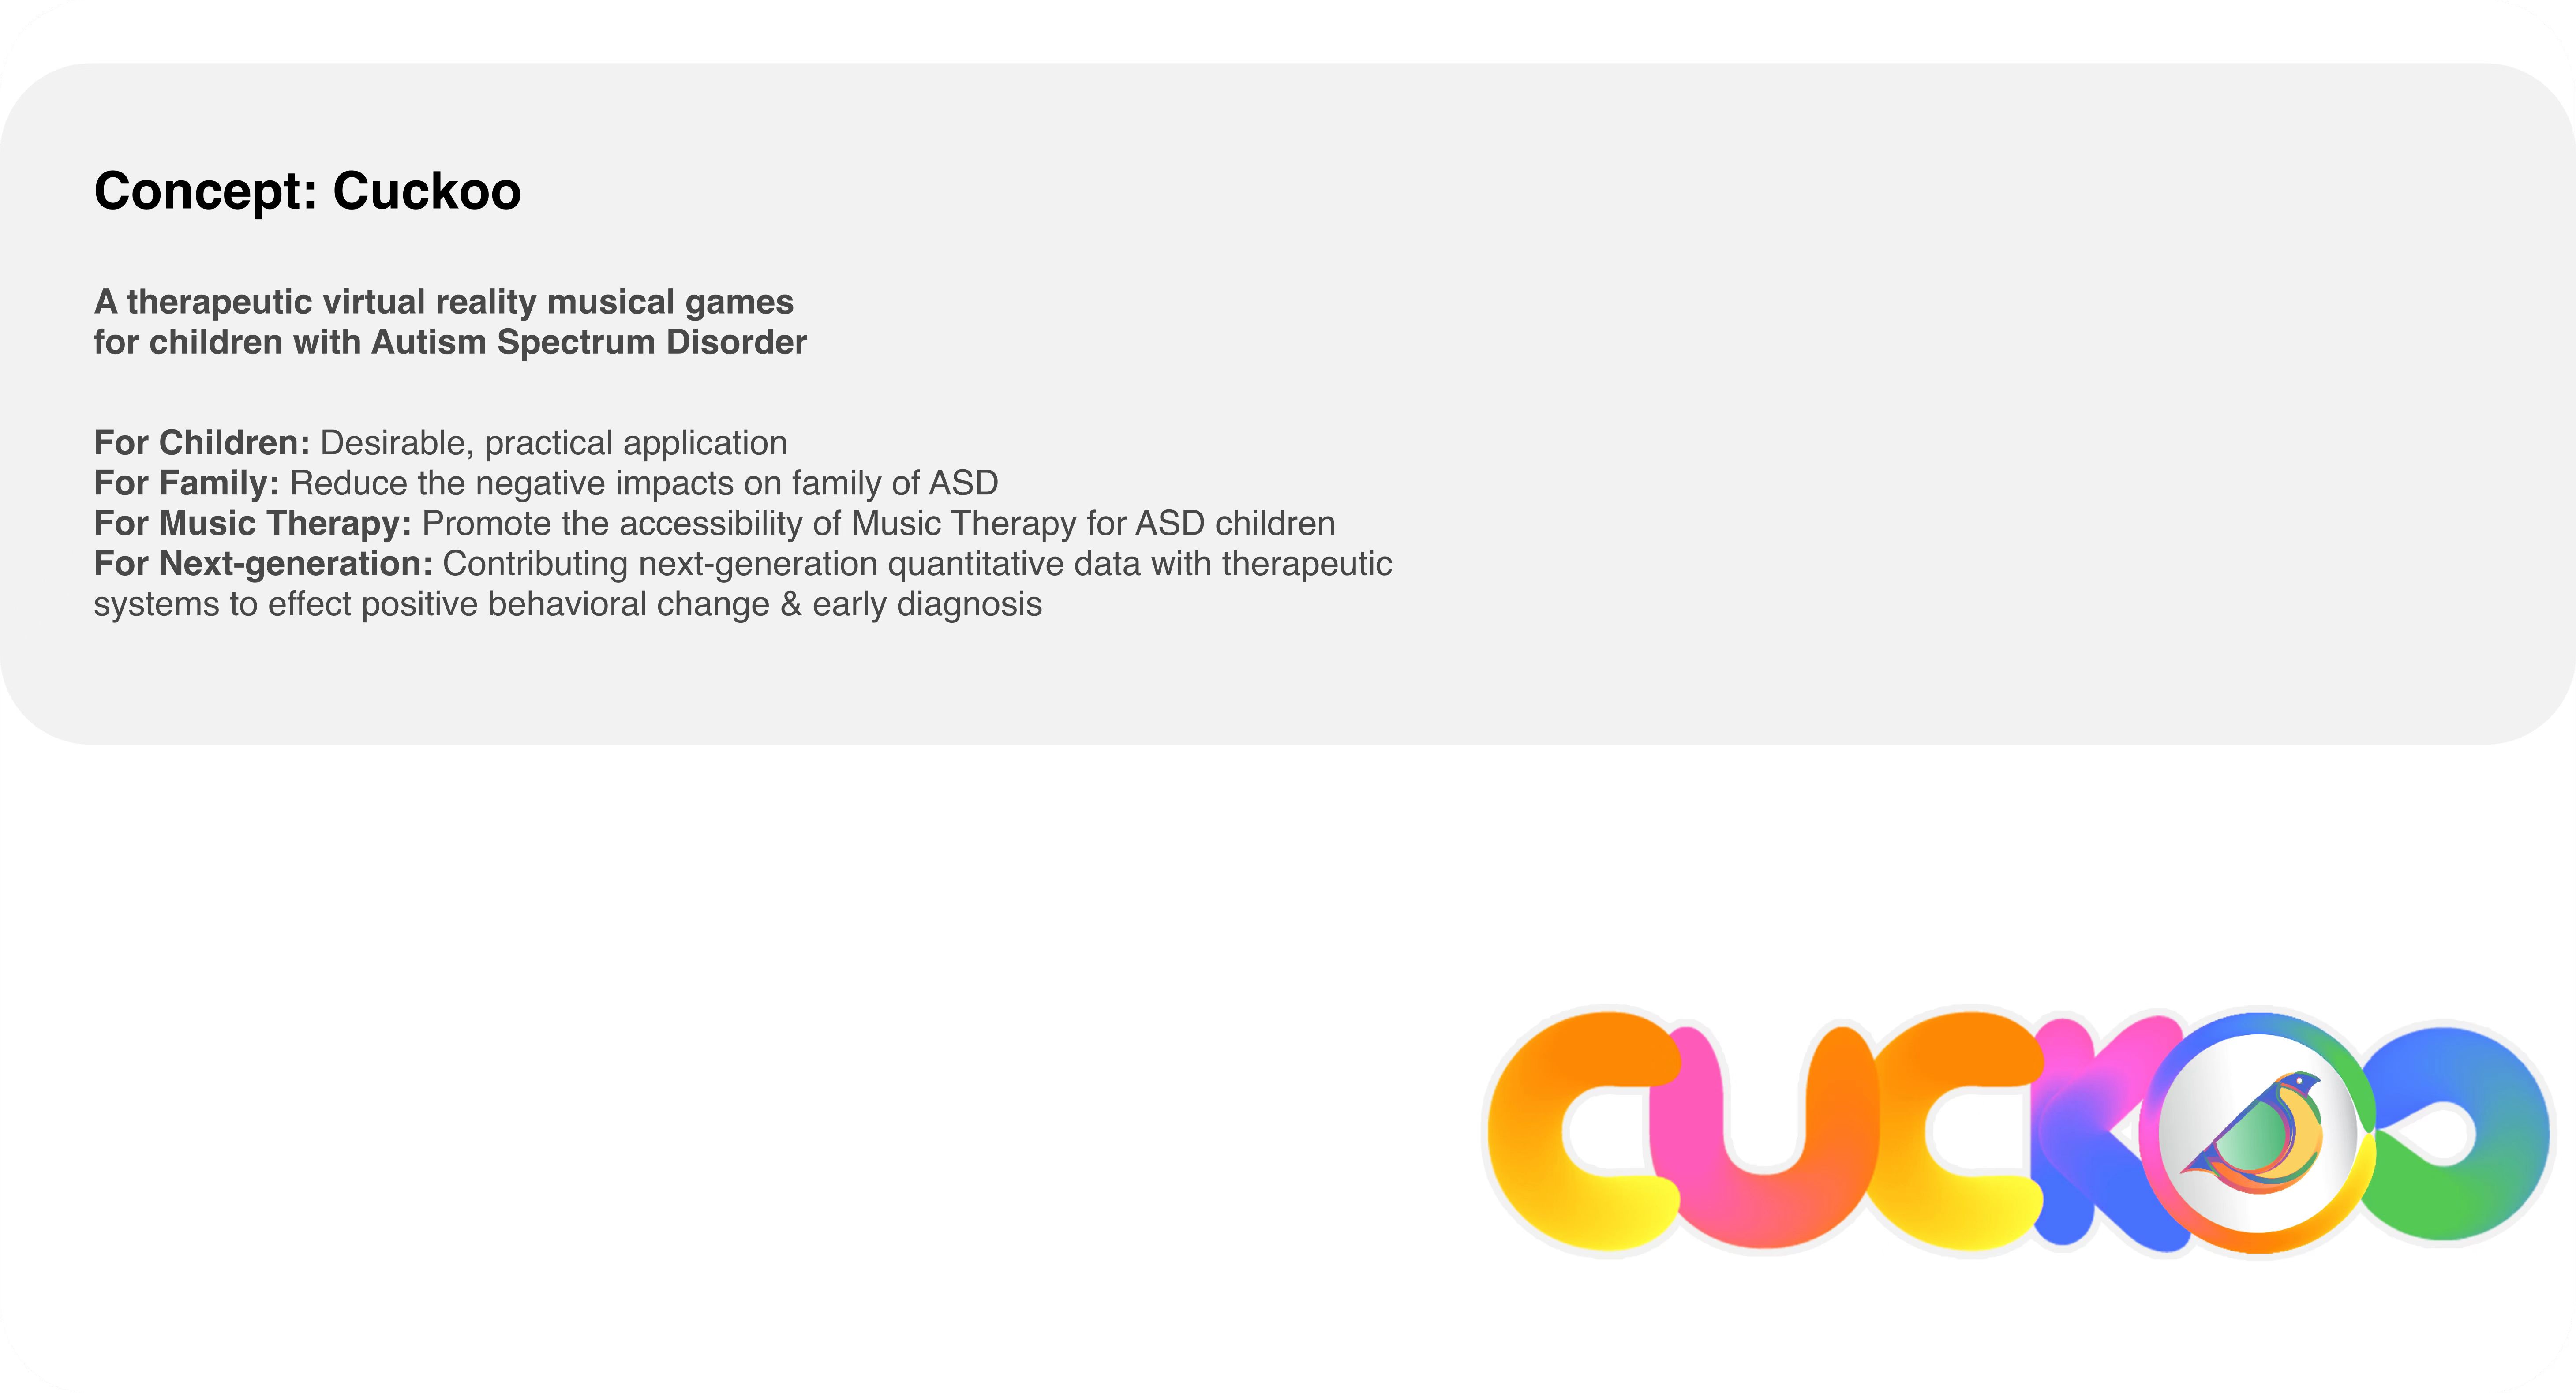 Concept: Cuckoo
A therapeutic virtual reality musical games
for children with Autism Spectrum Disorder
For Children: Desirable, practical application
For Family: Reduce the negative impacts on family of ASD
For Music Therapy: Promote the accessibility of Music Therapy for ASD children
For Next-generation: Contributing next-generation quantitative data with therapeutic
systems to effect positive behavioral change & early diagnosis
CUCKOO